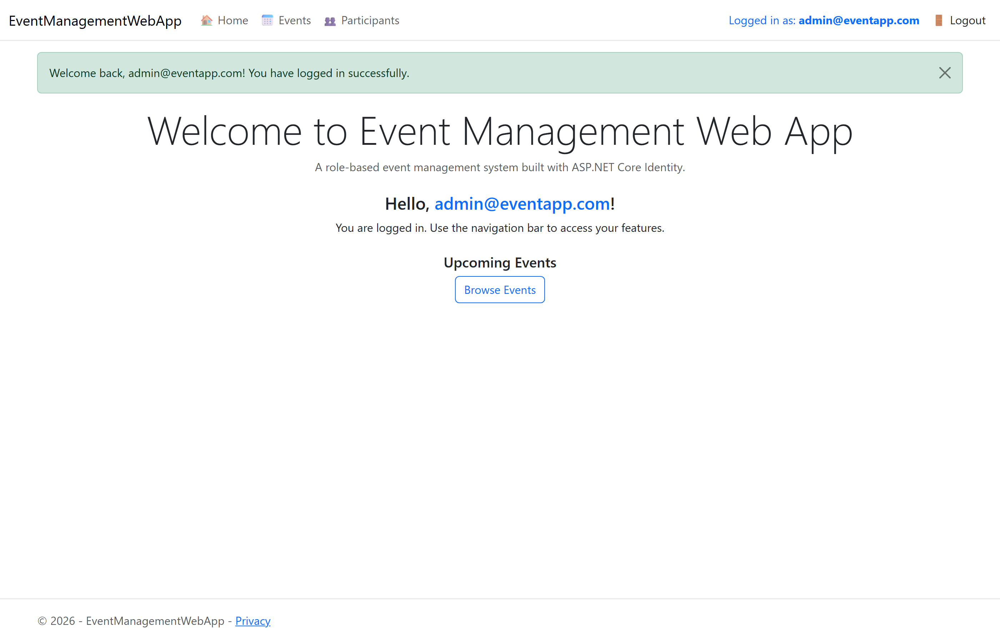 EventManagementWebApp Home Events Participants Logged in as: admin@eventapp.com Logout
Welcome back, admin@eventapp.com! You have logged in successfully.
Welcome to Event Management Web App
A role-based event management system built with ASP.NET Core Identity.
Hello, admin@eventapp.com!
You are logged in. Use the navigation bar to access your features.
Upcoming Events
Browse Events
© 2026 - EventManagementWebApp - Privacy